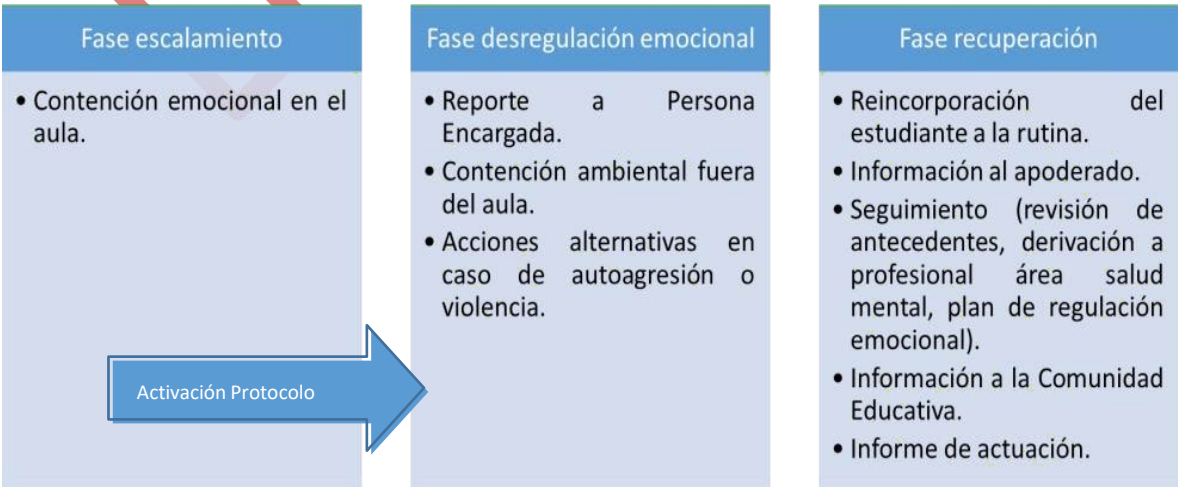 Fase escalamiento
• Contención emocional en el
aula.
Activación Protocolo
Fase desregulación emocional
• Reporte a Persona
Encargada.
• Contención ambiental fuera
del aula.
• Acciones alternativas en
caso de autoagresión o
violencia.
Fase recuperación
• Reincorporación del
estudiante a la rutina.
• Información al apoderado.
• Seguimiento (revisión de
antecedentes, derivación a
profesional área salud
mental, plan de regulación
emocional).
• Información a la Comunidad
Educativa.
• Informe de actuación.